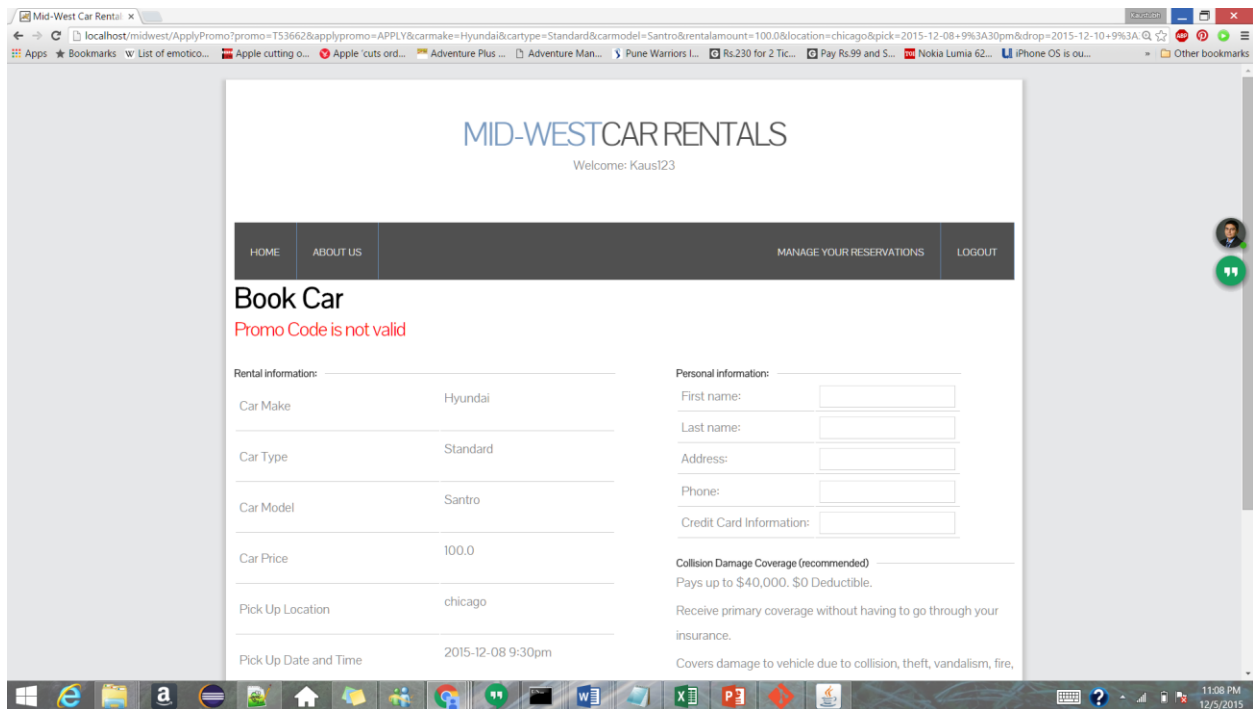 Mid-West Car Rental
Kaustubh
localhost/midwest/ApplyPromo?promo=T53662&applypromo=APPLY&carmake=Hyundai&cartype=Standard&carmodel=Santro&rentalamount=100.0&location=chicago&pick=2015-12-08+9%3A30pm&drop=2015-12-10+9%3A
Apps Bookmarks List of emotico... Apple cutting o... Apple 'cuts ord... Adventure Plus ... Adventure Man... Pune Warriors I... Rs.230 for 2 Tic... Pay Rs.99 and S... Nokia Lumia 62... iPhone OS is ou... » Other bookmarks
MID-WESTCAR RENTALS
Welcome: Kaus123
HOME ABOUT US MANAGE YOUR RESERVATIONS LOGOUT
Book Car
Promo Code is not valid
Rental information:
Car Make Hyundai
Car Type Standard
Car Model Santro
Car Price 100.0
Pick Up Location chicago
Pick Up Date and Time 2015-12-08 9:30pm
Personal information:
First name:
Last name:
Address:
Phone:
Credit Card Information:
Collision Damage Coverage (recommended)
Pays up to $40,000. $0 Deductible.
Receive primary coverage without having to go through your
insurance.
Covers damage to vehicle due to collision, theft, vandalism, fire,
11:08 PM
12/5/2015